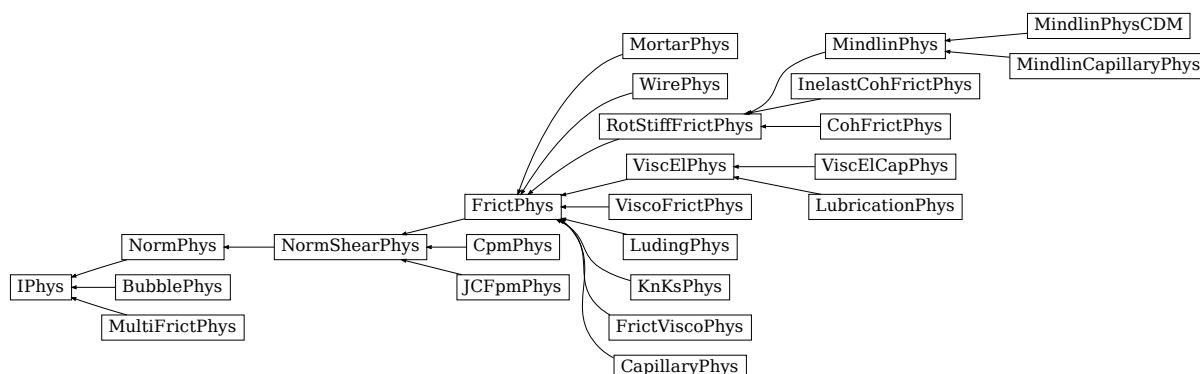 MindlinPhysCDM
MortarPhys
MindlinPhys
MindlinCapillaryPhys
WirePhys
InelastCohFrictPhys
RotStiffFrictPhys
CohFrictPhys
ViscElPhys
ViscElCapPhys
FrictPhys
ViscoFrictPhys
LubricationPhys
NormPhys
NormShearPhys
CpmPhys
LudingPhys
IPhys
BubblePhys
JCFpmPhys
KnKsPhys
MultiFrictPhys
FrictViscoPhys
CapillaryPhys